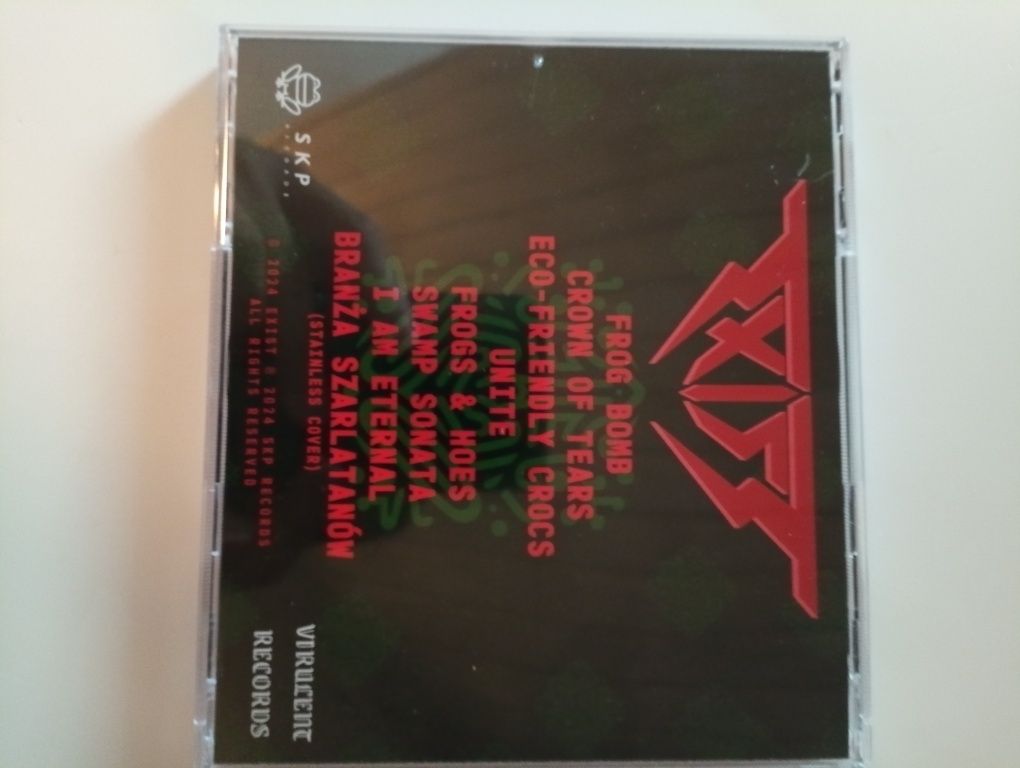 EXIST
FROG BOMB
CROWN OF TEARS
ECO-FRIENDLY CROCS
UNITE
FROGS & HOES
SWAMP SONATA
I AM ETERNAL
BRANŻA SZARLATANÓW
(STAINLESS COVER)
© 2024 EXIST ℗ 2024 SKP RECORDS
ALL RIGHTS RESERVED
SKP
RECORDS
VIRULENT
RECORDS